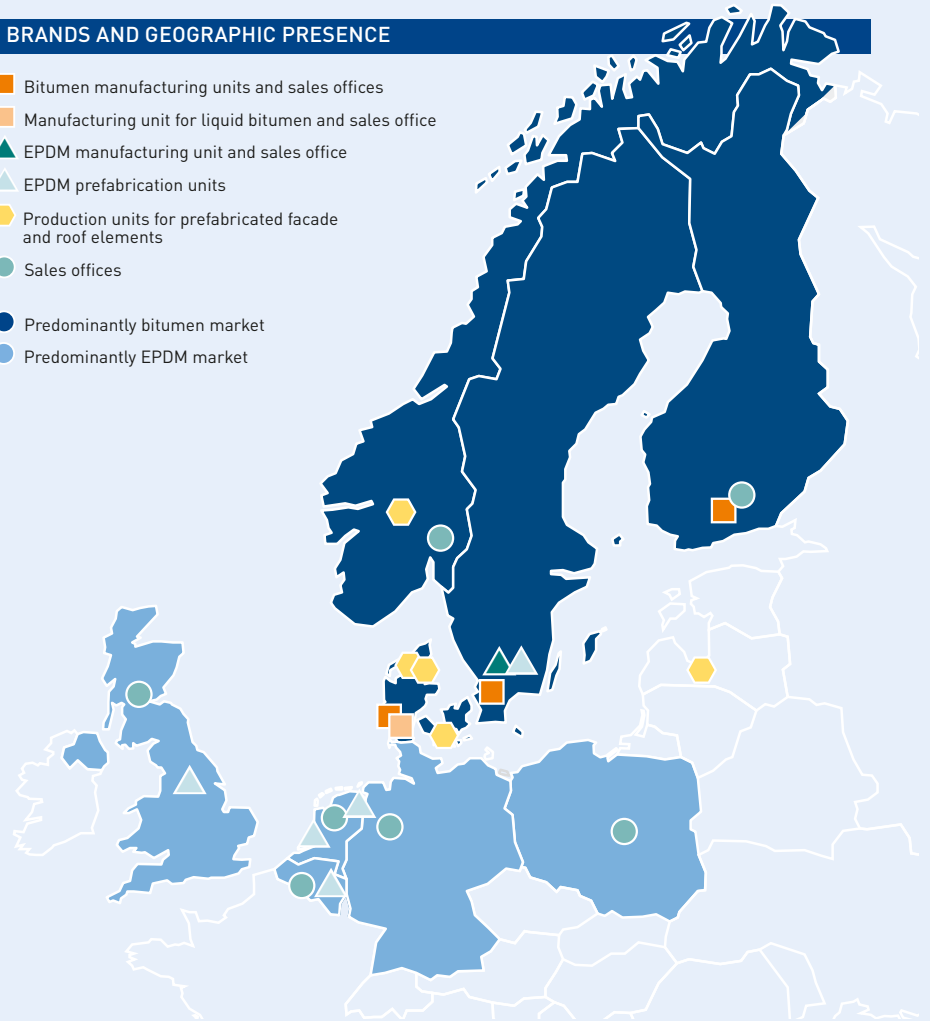 BRANDS AND GEOGRAPHIC PRESENCE
Bitumen manufacturing units and sales offices
Manufacturing unit for liquid bitumen and sales office
EPDM manufacturing unit and sales office
EPDM prefabrication units
Production units for prefabricated facade
and roof elements
Sales offices
Predominantly bitumen market
Predominantly EPDM market